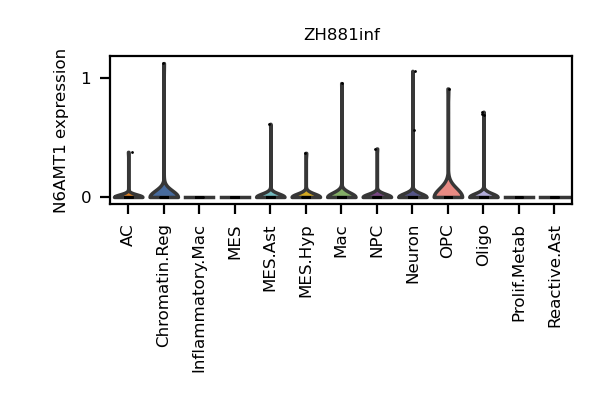 ZH881inf
N6AMT1 expression
1
0
AC
Chromatin.Reg
Inflammatory.Mac
MES
MES.Ast
MES.Hyp
Mac
NPC
Neuron
OPC
Oligo
Prolif.Metab
Reactive.Ast